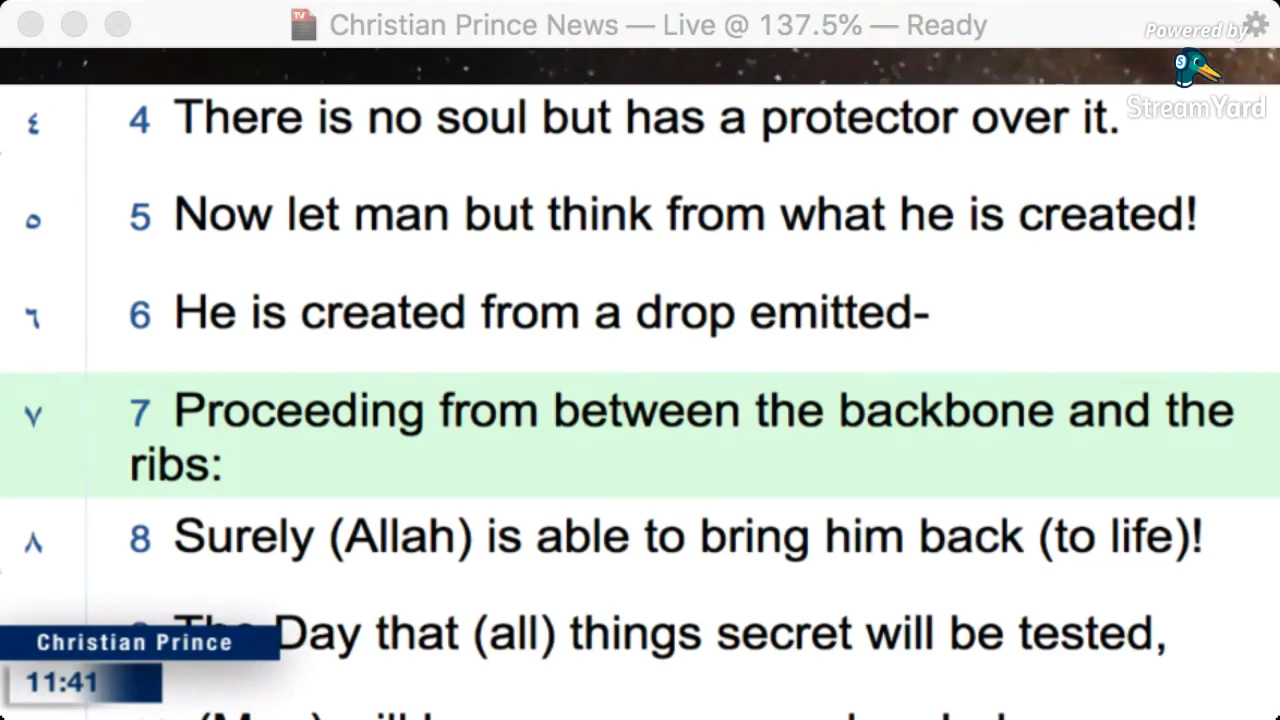 Christian Prince News — Live @ 137.5% — Ready
Powered by
StreamYard
٤ 4 There is no soul but has a protector over it.
٥ 5 Now let man but think from what he is created!
٦ 6 He is created from a drop emitted-
٧ 7 Proceeding from between the backbone and the
ribs:
٨ 8 Surely (Allah) is able to bring him back (to life)!
The Day that (all) things secret will be tested,
Christian Prince
11:41